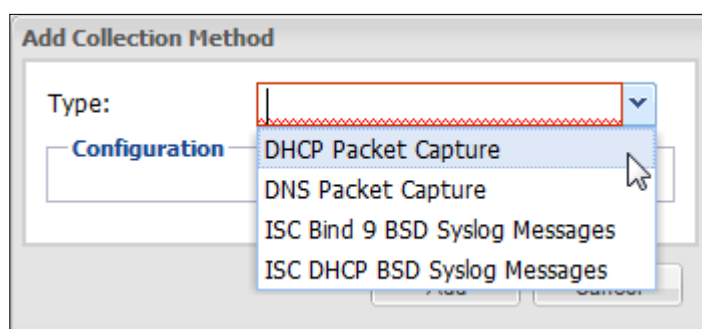 Add Collection Method
Type:
Configuration
DHCP Packet Capture
DNS Packet Capture
ISC Bind 9 BSD Syslog Messages
ISC DHCP BSD Syslog Messages